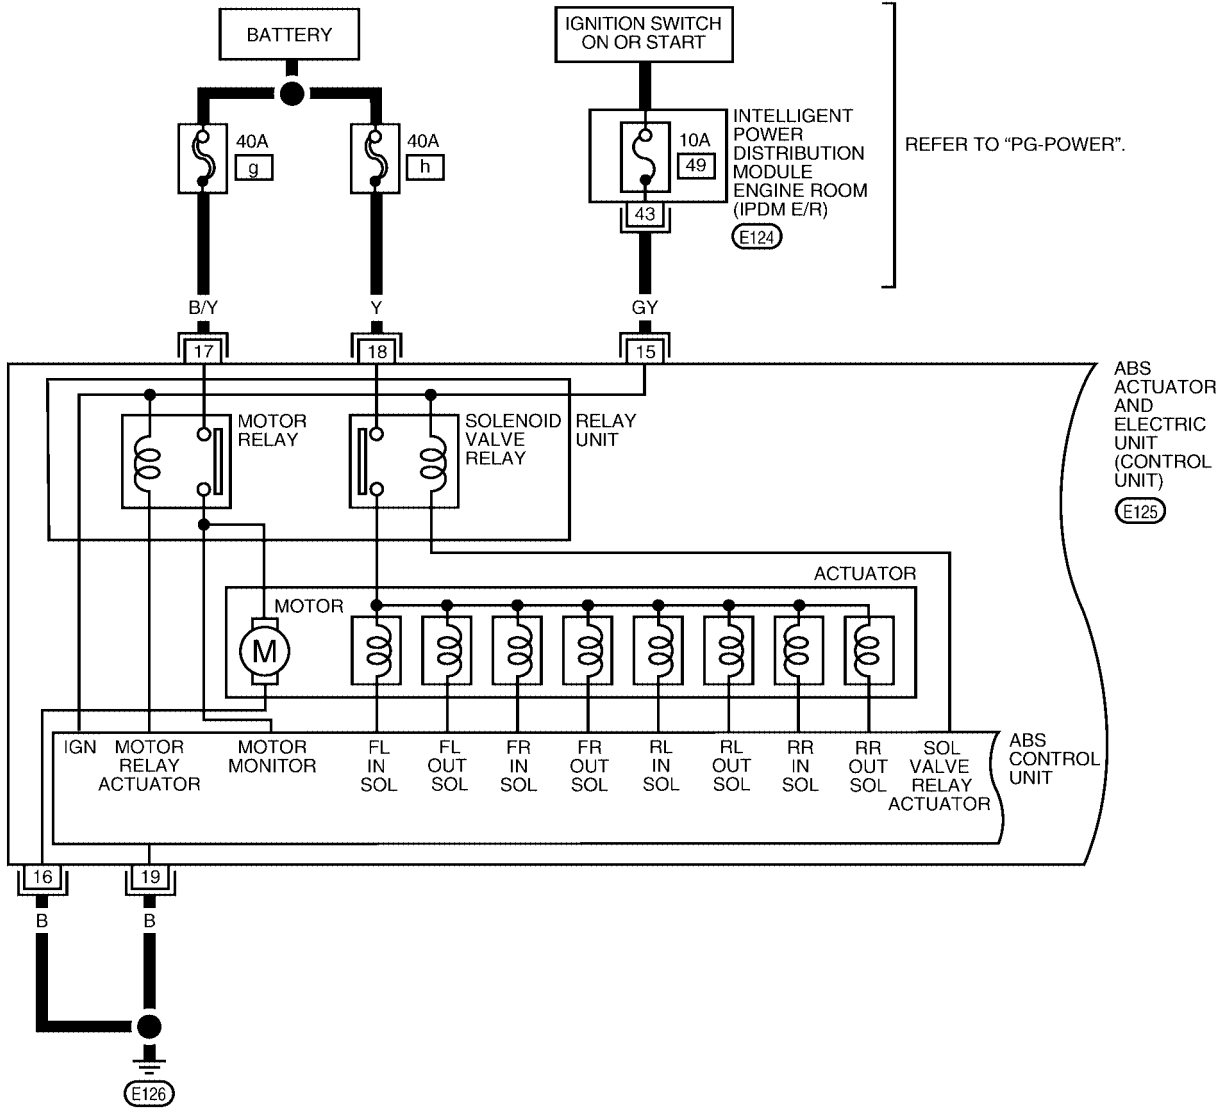 BATTERY
IGNITION SWITCH
ON OR START
40A
g
40A
h
10A
49
43
INTELLIGENT
POWER
DISTRIBUTION
MODULE
ENGINE ROOM
(IPDM E/R)
E124
REFER TO “PG-POWER”.
B/Y
Y
GY
17
18
15
MOTOR
RELAY
SOLENOID
VALVE
RELAY
RELAY
UNIT
ABS
ACTUATOR
AND
ELECTRIC
UNIT
(CONTROL
UNIT)
E125
ACTUATOR
MOTOR
M
IGN
MOTOR
RELAY
ACTUATOR
MOTOR
MONITOR
FL
IN
SOL
FL
OUT
SOL
FR
IN
SOL
FR
OUT
SOL
RL
IN
SOL
RL
OUT
SOL
RR
IN
SOL
RR
OUT
SOL
SOL
VALVE
RELAY
ACTUATOR
ABS
CONTROL
UNIT
16
19
B
B
E126